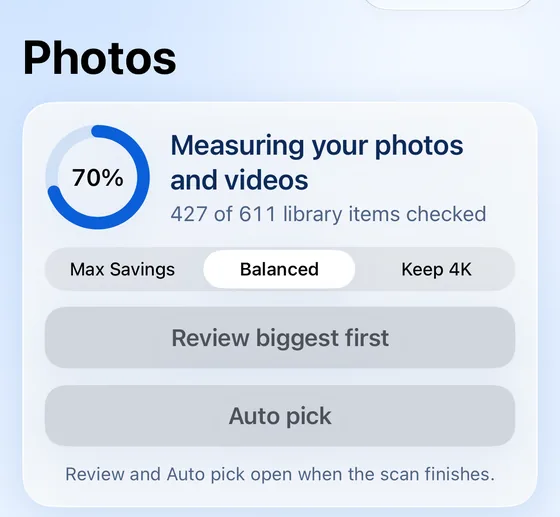 Photos
70%
Measuring your photos
and videos
427 of 611 library items checked
Max Savings
Balanced
Keep 4K
Review biggest first
Auto pick
Review and Auto pick open when the scan finishes.